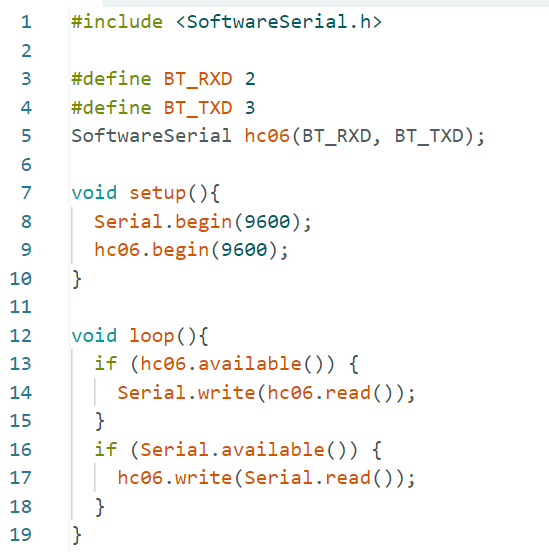 1 #include <SoftwareSerial.h>
2
3 #define BT_RXD 2
4 #define BT_TXD 3
5 SoftwareSerial hc06(BT_RXD, BT_TXD);
6
7 void setup(){
8   Serial.begin(9600);
9   hc06.begin(9600);
10 }
11
12 void loop(){
13   if (hc06.available()) {
14     Serial.write(hc06.read());
15   }
16   if (Serial.available()) {
17     hc06.write(Serial.read());
18   }
19 }